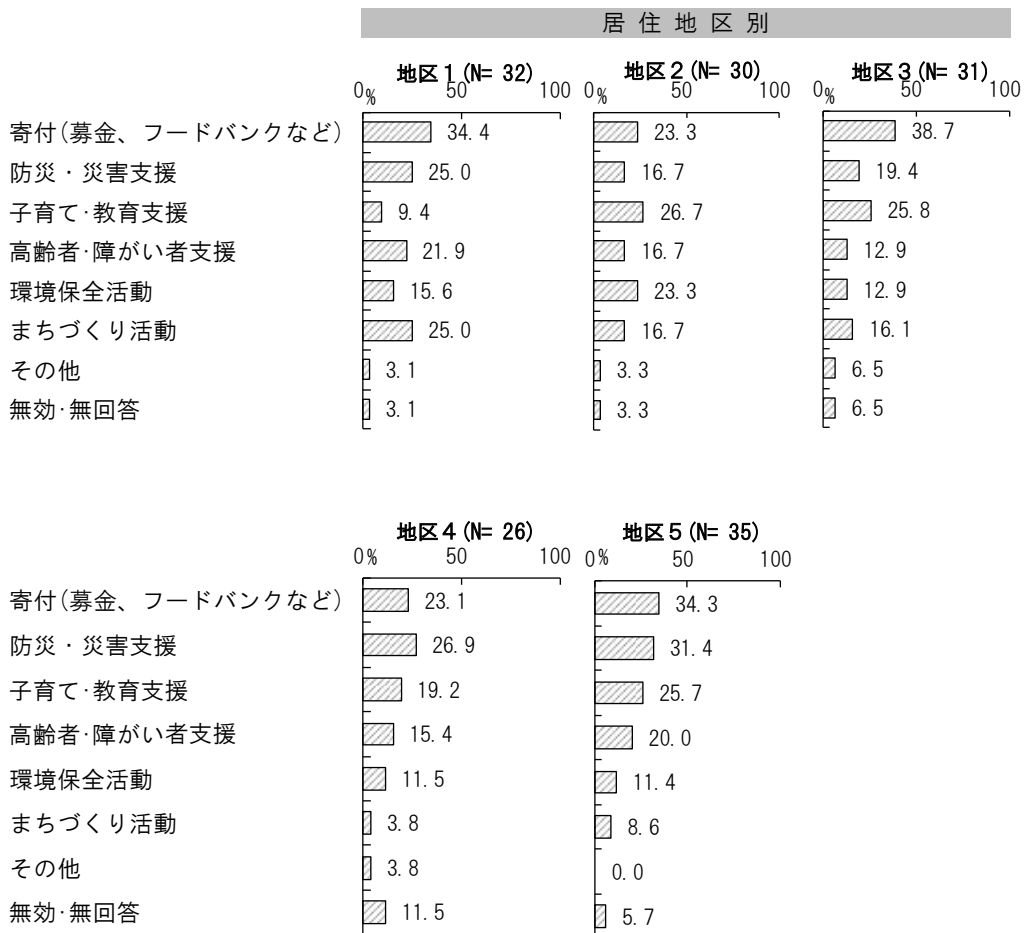 居住地区別
地区１(N= 32) 地区２(N= 30) 地区３(N= 31)
0% 50 100 0% 50 100 0% 50 100
寄付(募金、フードバンクなど) 34.4 23.3 38.7
防災・災害支援 25.0 16.7 19.4
子育て･教育支援 9.4 26.7 25.8
高齢者･障がい者支援 21.9 16.7 12.9
環境保全活動 15.6 23.3 12.9
まちづくり活動 25.0 16.7 16.1
その他 3.1 3.3 6.5
無効･無回答 3.1 3.3 6.5
地区４(N= 26) 地区５(N= 35)
0% 50 100 0% 50 100
寄付(募金、フードバンクなど) 23.1 34.3
防災・災害支援 26.9 31.4
子育て･教育支援 19.2 25.7
高齢者･障がい者支援 15.4 20.0
環境保全活動 11.5 11.4
まちづくり活動 3.8 8.6
その他 3.8 0.0
無効･無回答 11.5 5.7